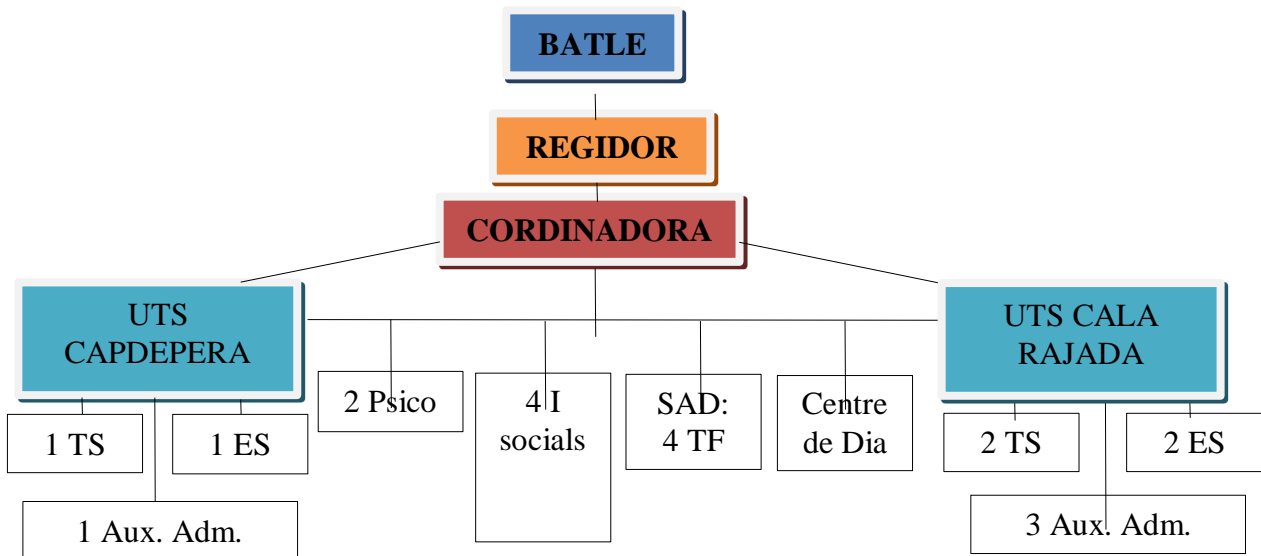 BATLE
REGIDOR
CORDINADORA
UTS
CAPDEPERA
UTS CALA
RAJADA
2 Psico
4 I
socials
SAD:
4 TF
Centre
de Dia
1 TS
1 ES
2 TS
2 ES
1 Aux. Adm.
3 Aux. Adm.